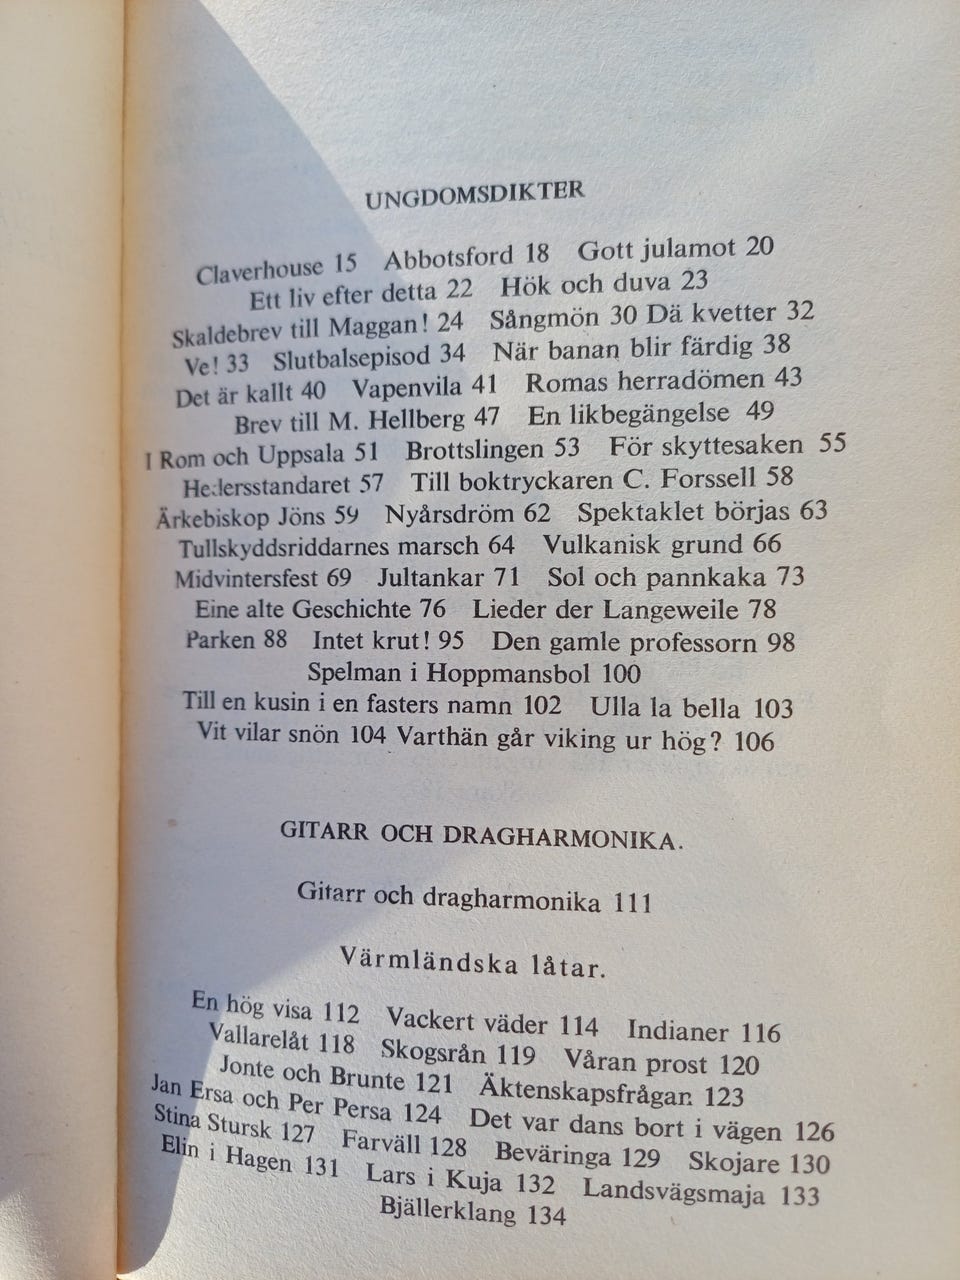 UNGDOMSDIKTER
Claverhouse 15 Abbotsford 18 Gott julamot 20
Ett liv efter detta 22 Hök och duva 23
Skaldebrev till Maggan! 24 Sångmön 30 Dä kvetter 32
Ve! 33 Slutbalsepisod 34 När banan blir färdig 38
Det är kallt 40 Vapenvila 41 Romas herradömen 43
Brev till M. Hellberg 47 En likbegängelse 49
I Rom och Uppsala 51 Brottslingen 53 För skyttesaken 55
Hedersstandaret 57 Till boktryckaren C. Forssell 58
Ärkebiskop Jöns 59 Nyårsdröm 62 Spektaklet börjas 63
Tullskyddsriddarnes marsch 64 Vulkanisk grund 66
Midvintersfest 69 Jultankar 71 Sol och pannkaka 73
Eine alte Geschichte 76 Lieder der Langeweile 78
Parken 88 Intet krut! 95 Den gamle professorn 98
Spelman i Hoppmansbol 100
Till en kusin i en fasters namn 102 Ulla la bella 103
Vit vilar snön 104 Varthän går viking ur hög? 106
GITARR OCH DRAGHARMONIKA.
Gitarr och dragharmonika 111
Värmländska låtar.
En hög visa 112 Vackert väder 114 Indianer 116
Vallarelåt 118 Skogsrån 119 Våran prost 120
Jonte och Brunte 121 Äktenskapsfrågan 123
Jan Ersa och Per Persa 124 Det var dans bort i vägen 126
Stina Stursk 127 Farväll 128 Beväringa 129 Skojare 130
Elin i Hagen 131 Lars i Kuja 132 Landsvägsmaja 133
Bjällerklang 134